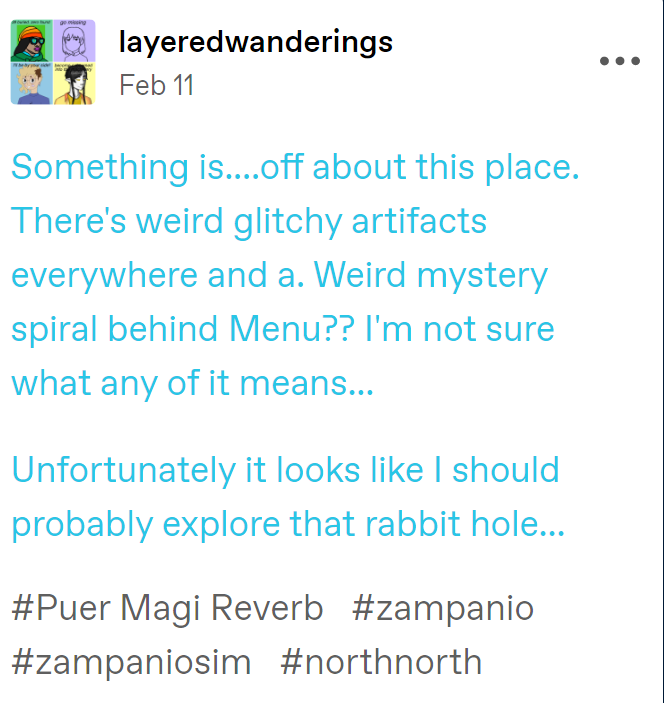 go missing
layeredwanderings
Feb 11
Something is....off about this place.
There's weird glitchy artifacts
everywhere and a. Weird mystery
spiral behind Menu?? I'm not sure
what any of it means...
Unfortunately it looks like I should
probably explore that rabbit hole...
#Puer Magi Reverb #zampanio
#zampaniosim #northnorth